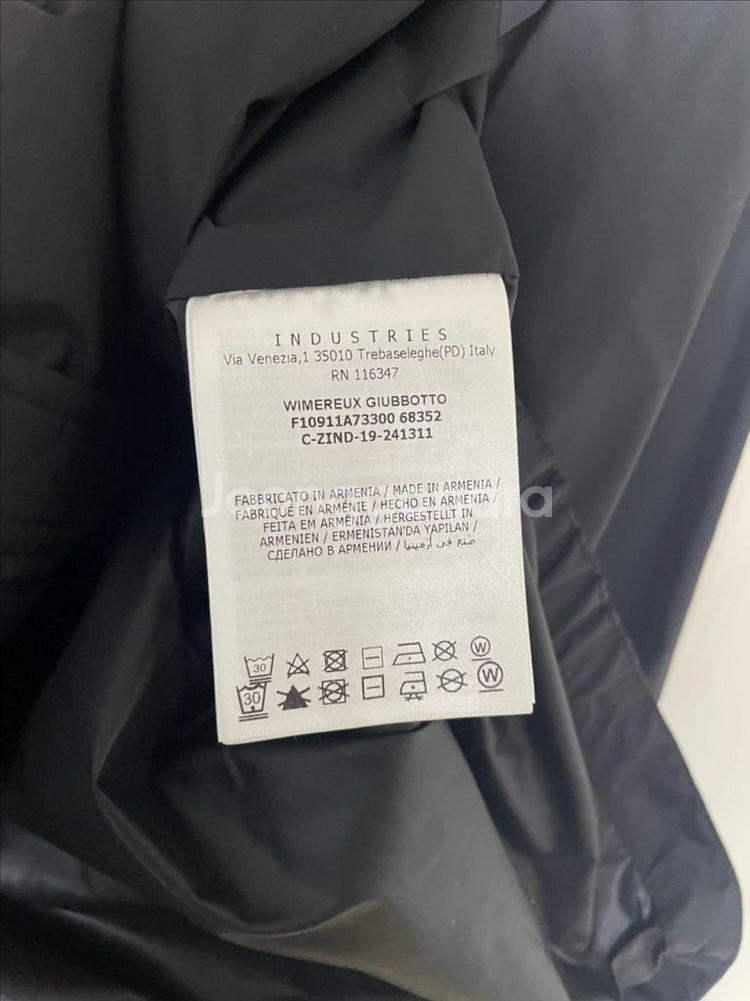 INDUSTRIES
Via Venezia,1 35010 Trebaseleghe(PD) Italy
RN 116347
WIMEREUX GIUBBOTTO
F10911A73300 68352
C-ZIND-19-241311
FABBRICATO IN ARMENIA / MADE IN ARMENIA /
FABRIQUÉ EN ARMÉNIE / HECHO EN ARMENIA /
FEITA EM ARMÊNIA / HERGESTELLT IN
ARMENIEN / ERMENISTAN'DA YAPILAN /
СДЕЛАНО В АРМЕНИИ / صنع في أرمينيا
30 W
30 W